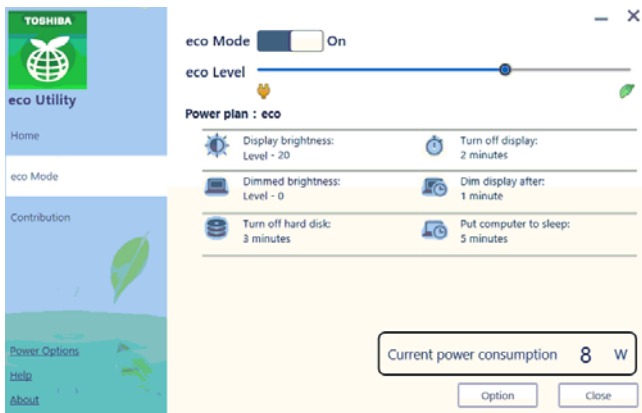 TOSHIBA
eco Utility
Home
eco Mode
Contribution
Power Options
Help
About
eco Mode On
eco Level
Power plan : eco
Display brightness:
Level - 20
Turn off display:
2 minutes
Dimmed brightness:
Level - 0
Dim display after:
1 minute
Turn off hard disk:
3 minutes
Put computer to sleep:
5 minutes
Current power consumption 8 W
Option Close